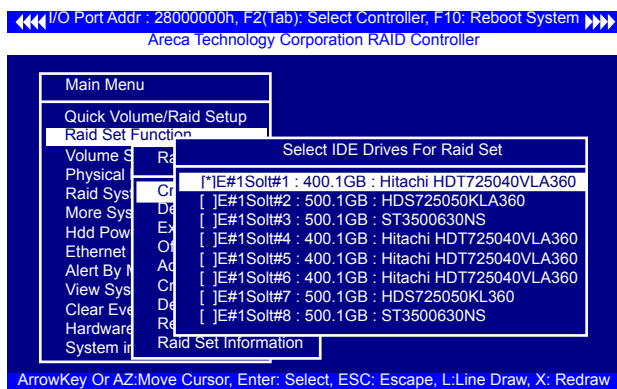 I/O Port Addr : 28000000h, F2(Tab): Select Controller, F10: Reboot System
Areca Technology Corporation RAID Controller
Main Menu
Quick Volume/Raid Setup
Raid Set Function
Volume S
Physical
Raid Sys
More Sys
Hdd Pow
Ethernet
Alert By
View Sys
Clear Eve
Hardware
System in
Ra
Cr
De
Ex
Of
Ac
Cr
De
Re
Raid Set Information
Select IDE Drives For Raid Set
[*]E#1Solt#1 : 400.1GB : Hitachi HDT725040VLA360
[ ]E#1Solt#2 : 500.1GB : HDS725050KLA360
[ ]E#1Solt#3 : 500.1GB : ST3500630NS
[ ]E#1Solt#4 : 400.1GB : Hitachi HDT725040VLA360
[ ]E#1Solt#5 : 400.1GB : Hitachi HDT725040VLA360
[ ]E#1Solt#6 : 400.1GB : Hitachi HDT725040VLA360
[ ]E#1Solt#7 : 500.1GB : HDS725050KL360
[ ]E#1Solt#8 : 500.1GB : ST3500630NS
ArrowKey Or AZ:Move Cursor, Enter: Select, ESC: Escape, L:Line Draw, X: Redraw